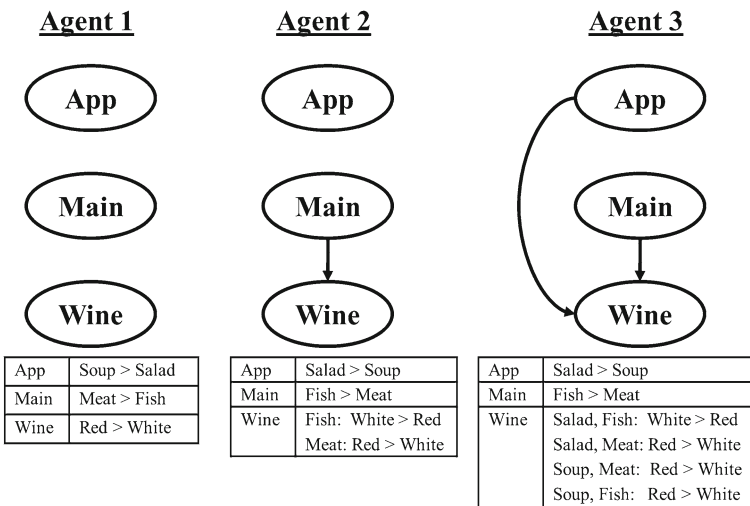 Agent 1
Agent 2
Agent 3
App
App
App
Main
Main
Main
Wine
Wine
Wine
App Soup > Salad
Main Meat > Fish
Wine Red > White
App Salad > Soup
Main Fish > Meat
Wine Fish: White > Red
Meat: Red > White
App Salad > Soup
Main Fish > Meat
Wine Salad, Fish: White > Red
Salad, Meat: Red > White
Soup, Meat: Red > White
Soup, Fish: Red > White